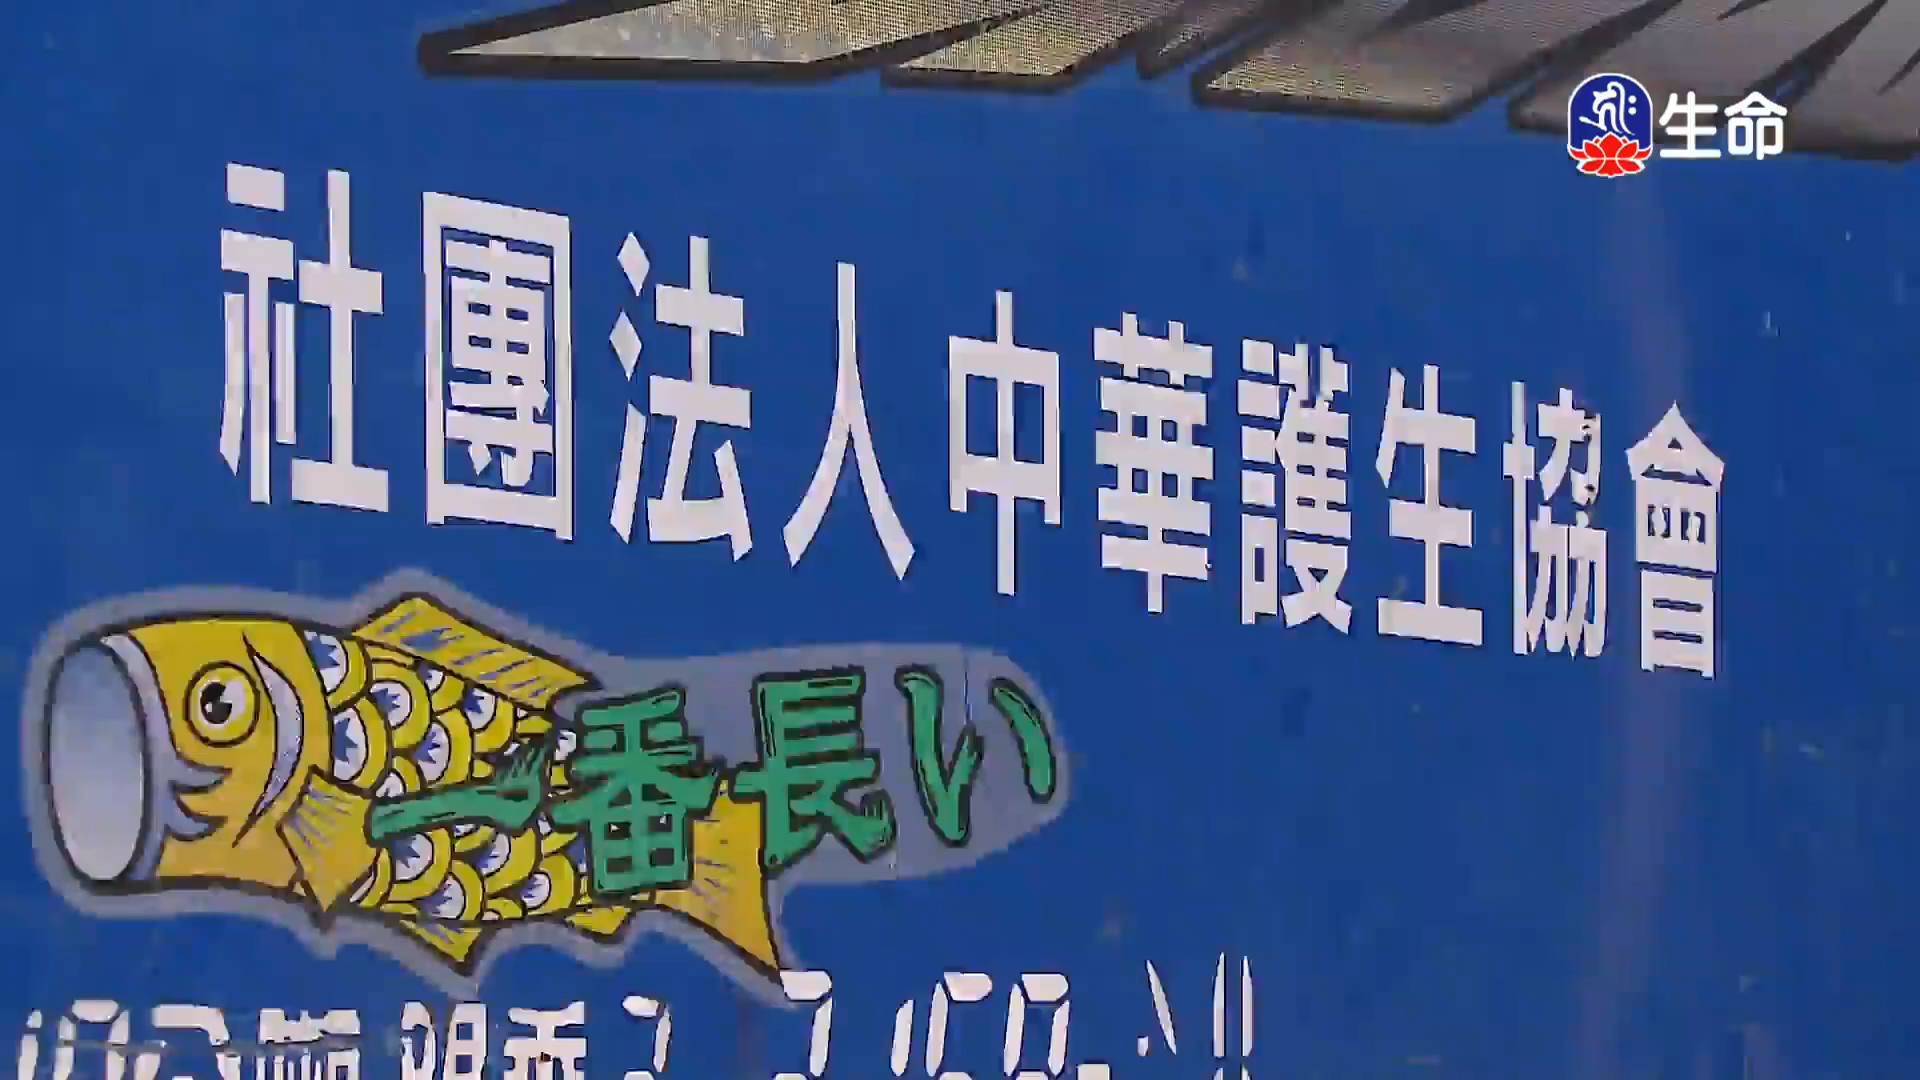 生命
社團法人中華護生協會
一番長い